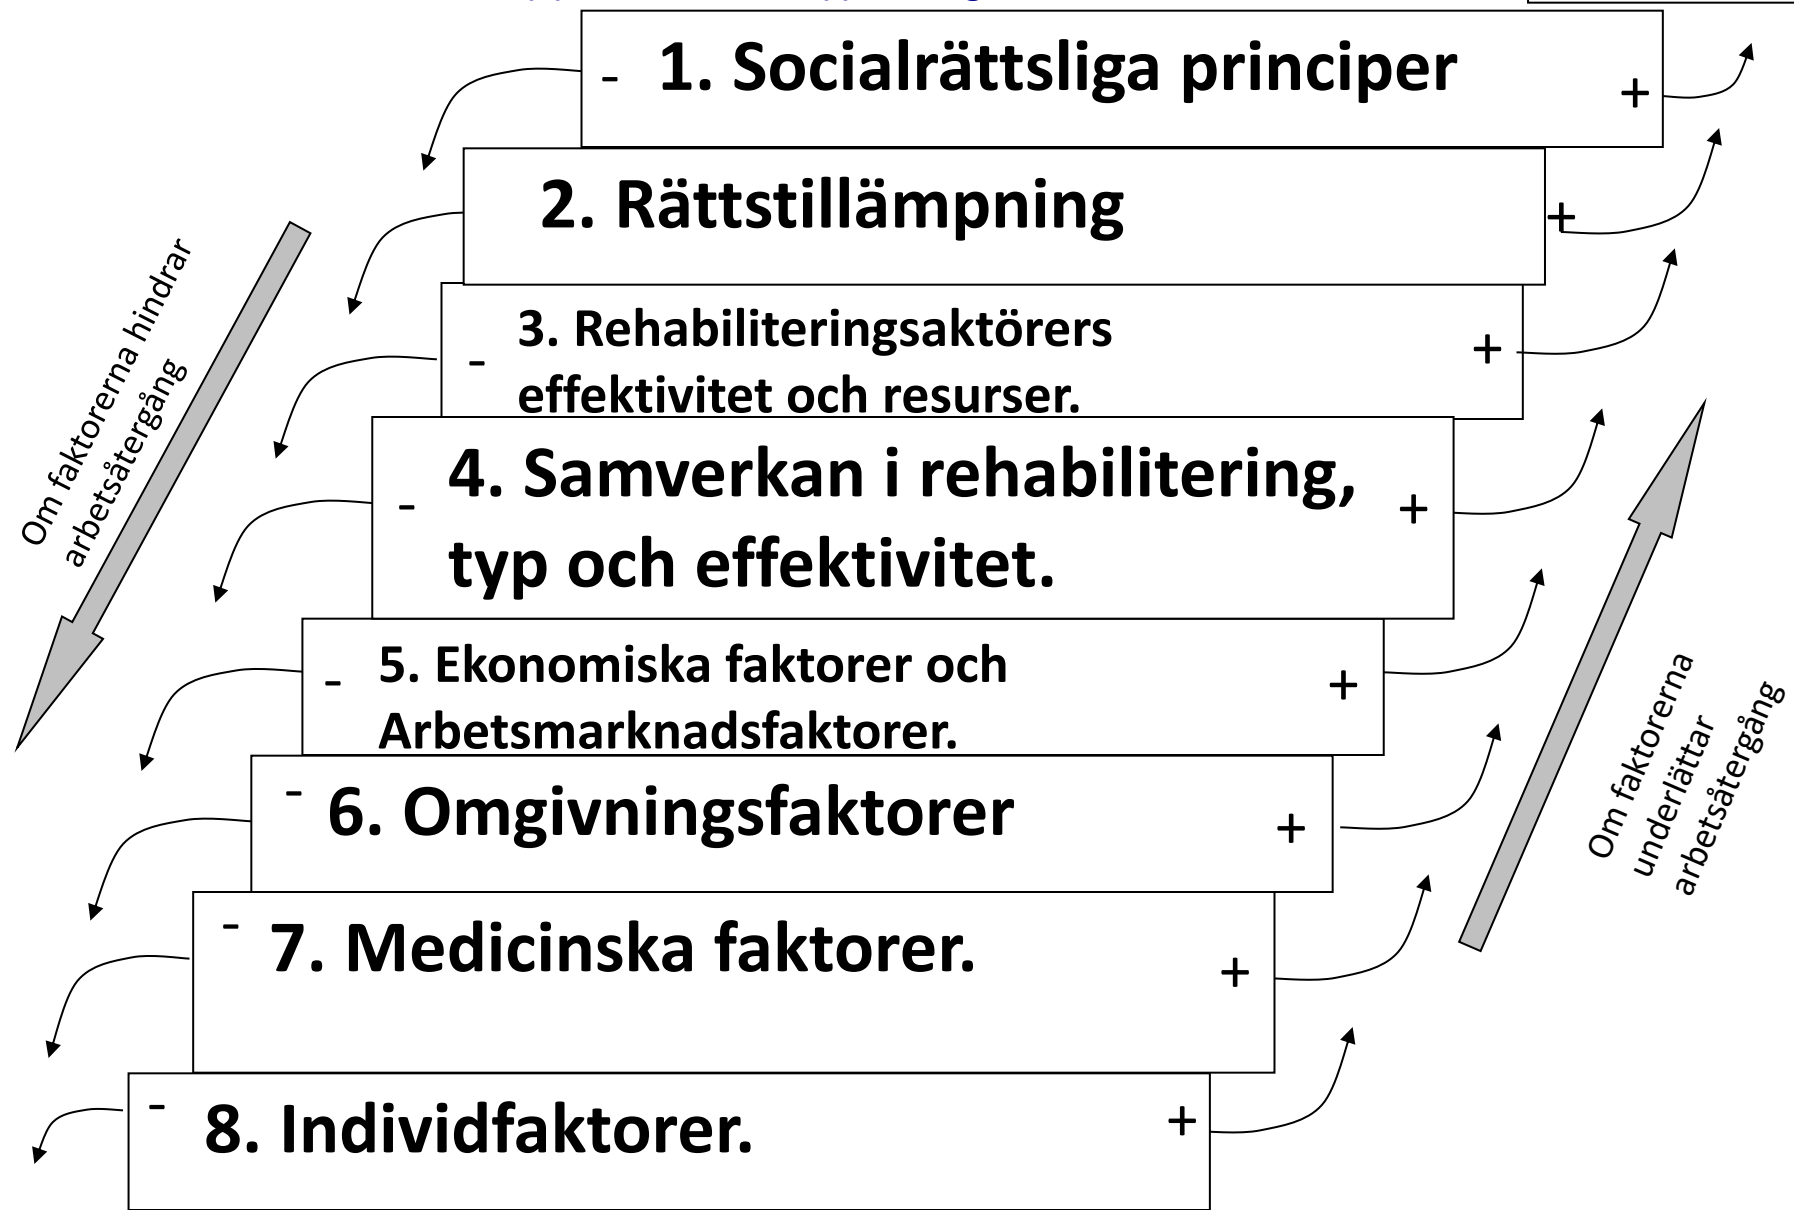 - 1. Socialrättsliga principer +
2. Rättstillämpning +
- 3. Rehabiliteringsaktörers
effektivitet och resurser. +
- 4. Samverkan i rehabilitering,
typ och effektivitet. +
- 5. Ekonomiska faktorer och
Arbetsmarknadsfaktorer. +
- 6. Omgivningsfaktorer +
- 7. Medicinska faktorer. +
- 8. Individfaktorer. +
Om faktorerna hindrar
arbetsåtergång
Om faktorerna
underlättar
arbetsåtergång